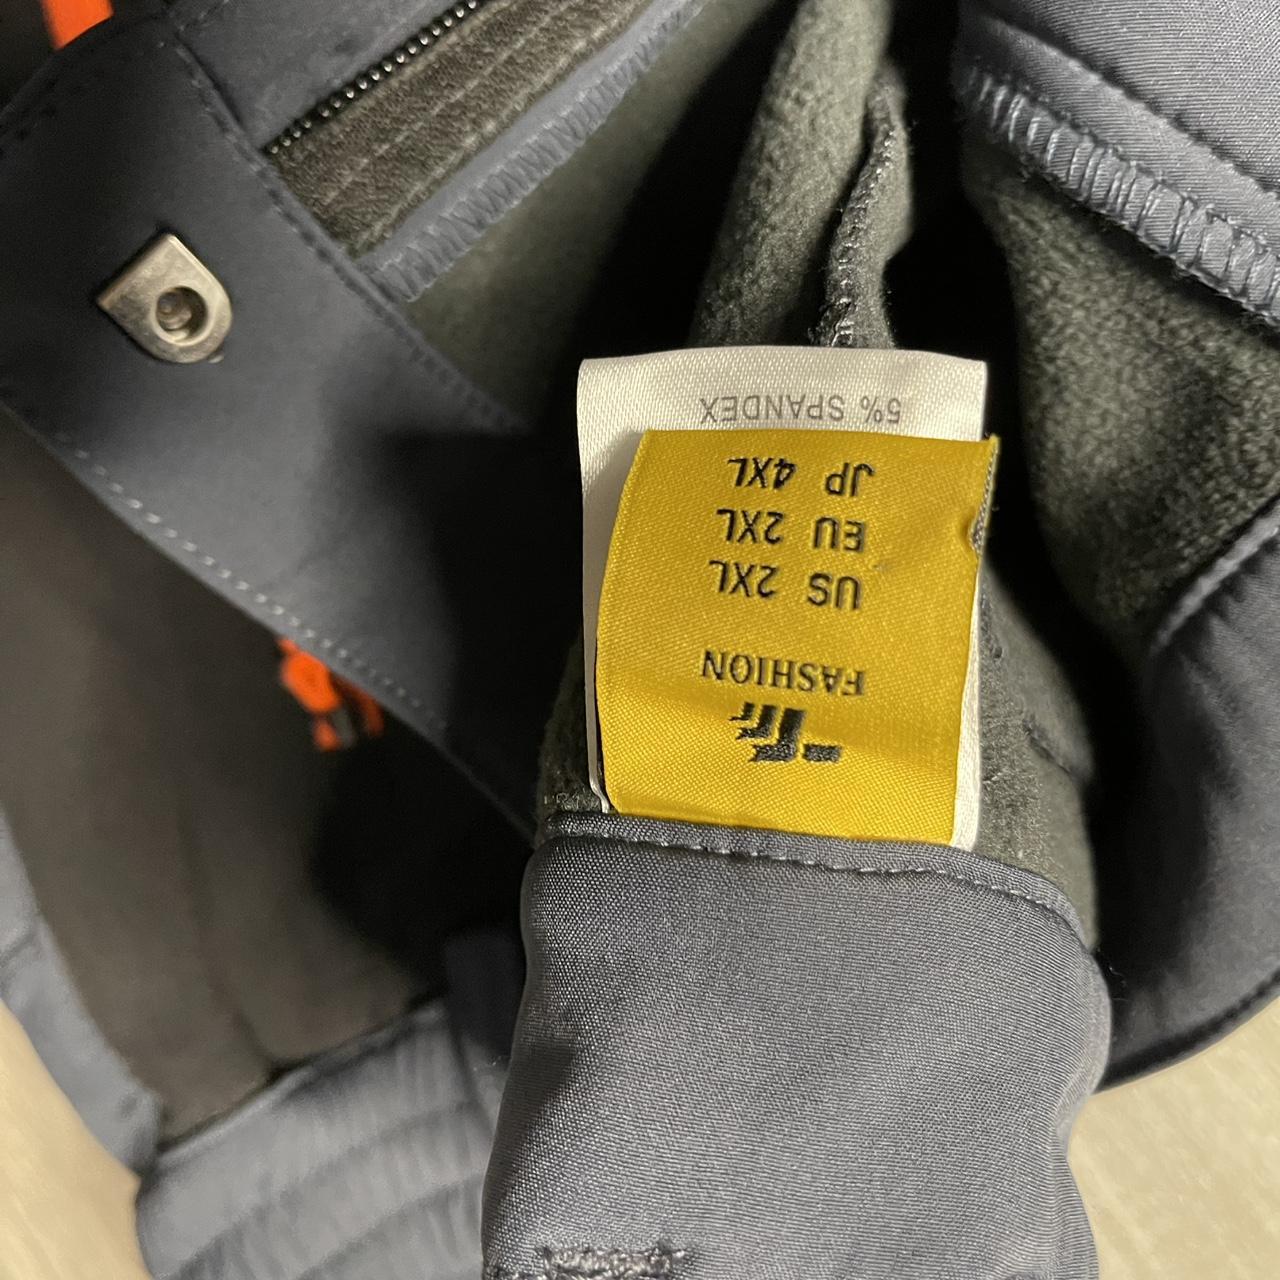 FASHION
US 2XL
EU 2XL
JP 4XL
5% SPANDEX